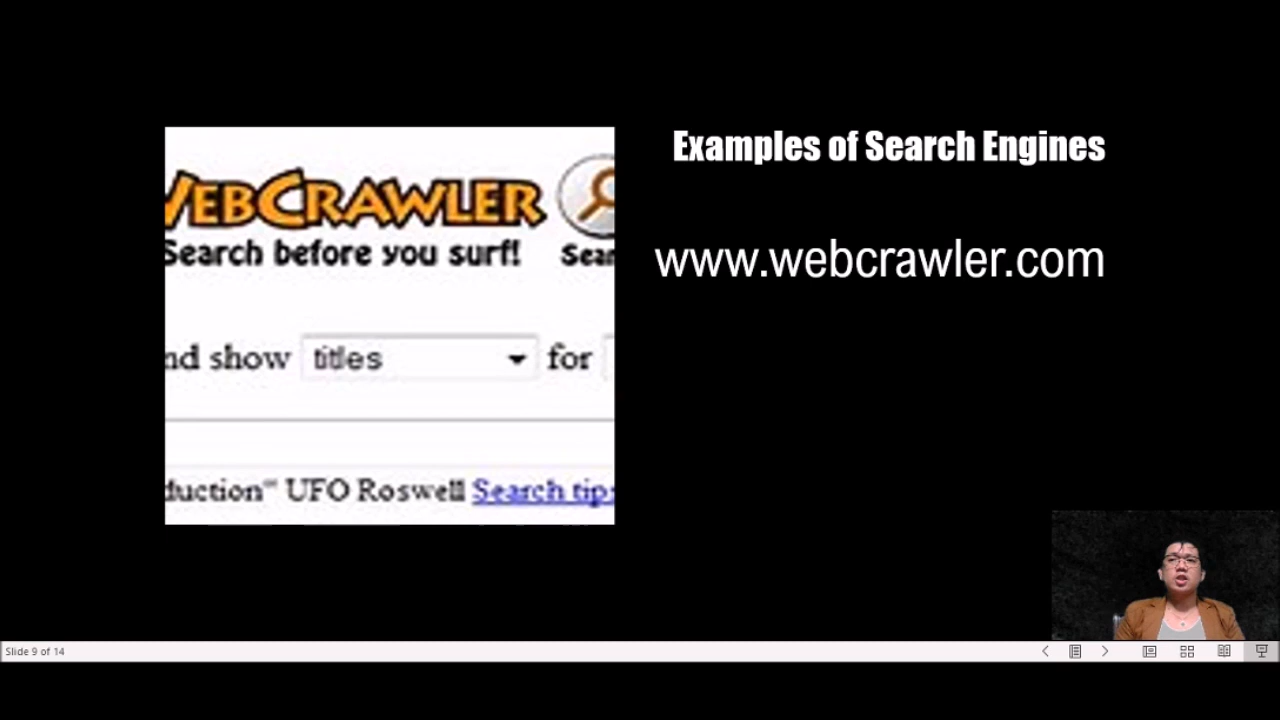 Examples of Search Engines
www.webcrawler.com
WEBCRAWLER
Search before you surf!
Sear
nd show titles for
duction" UFO Roswell Search tips
Slide 9 of 14